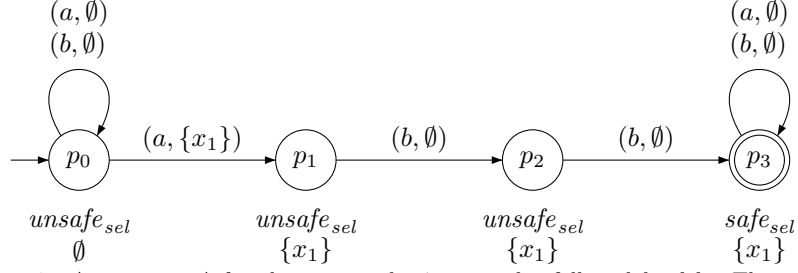 (a, ∅) (a, ∅)
(b, ∅) (b, ∅)
p₀ (a, {x₁}) p₁ (b, ∅) p₂ (b, ∅) p₃
unsafe_sel unsafe_sel unsafe_sel safe_sel
∅ {x₁} {x₁} {x₁}